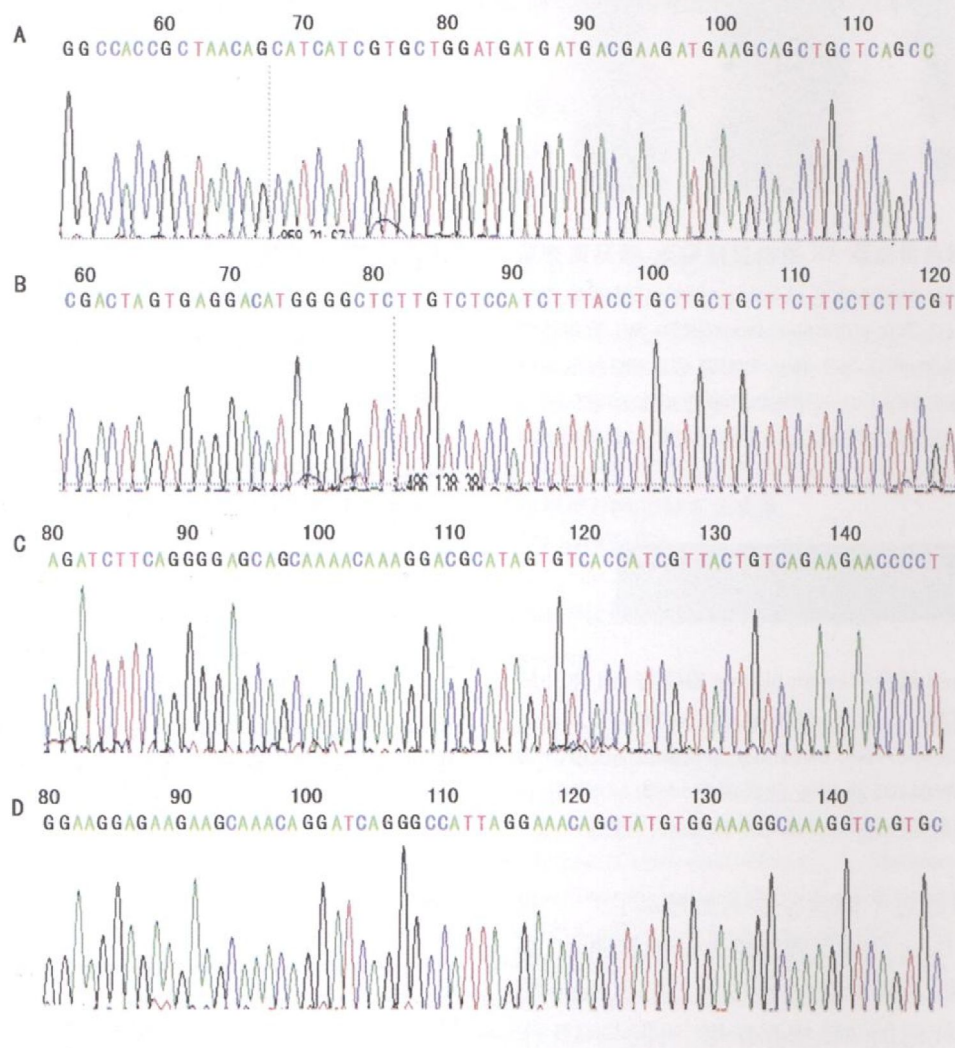 60 70 80 90 100 110
A GGCCACCGCTAACAGCATCATCGTGCTGGATGATGATGACGAAGATGAAGCAGCTGCTCAGCC
60 70 80 90 100 110 120
B CGACTAGTGAGGACATGGGGCTCTTGTCTCCATCTTTACCTGCTGCTGCTTCTTCCTCTTCGT
80 90 100 110 120 130 140
C AGATCTTCAGGGGAGCAGCAAAACAAAGGACGCATAGTGTCACCATCGTTACTGTCAGAAGAACCCCT
80 90 100 110 120 130 140
D GGAAGGAGAAGAAGCAAACAGGATCAGGGCCATTAGGAAACAGCTATGTGGAAAGGCAAAGGTCAGTGC